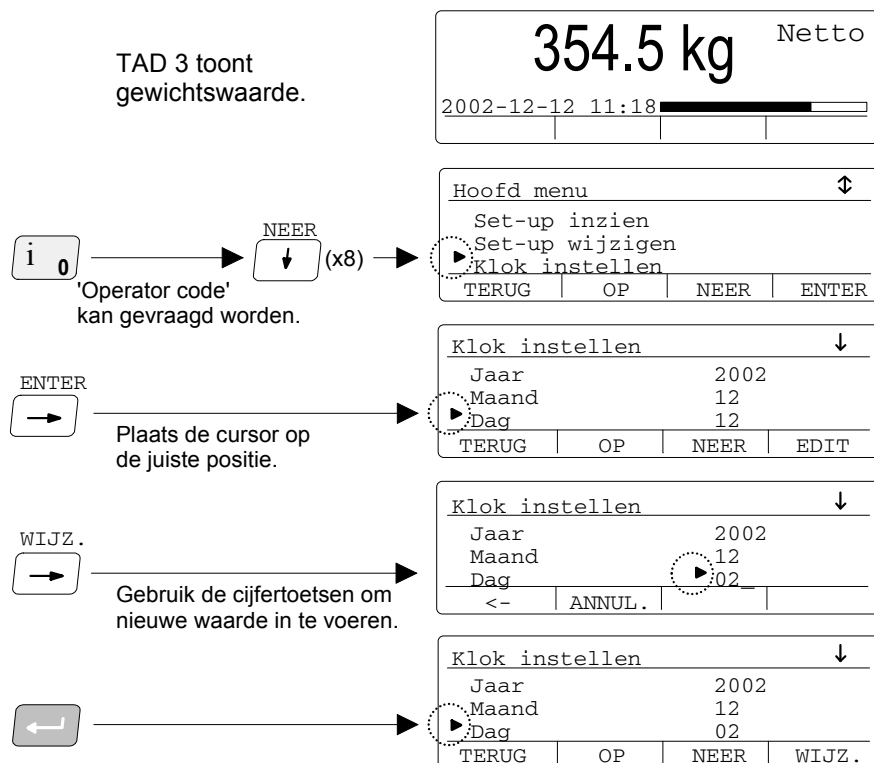 TAD 3 toont
gewichtswaarde.
354.5 kg Netto
2002-12-12 11:18
Hoofd menu ↕
Set-up inzien
Set-up wijzigen
Klok instellen
TERUG OP NEER ENTER
i 0
NEER
↓ (x8)
'Operator code'
kan gevraagd worden.
Klok instellen ↓
Jaar 2002
Maand 12
Dag 12
TERUG OP NEER EDIT
ENTER
→
Plaats de cursor op
de juiste positie.
Klok instellen ↓
Jaar 2002
Maand 12
Dag 02_
<- ANNUL.
WIJZ.
→
Gebruik de cijfertoetsen om
nieuwe waarde in te voeren.
Klok instellen ↓
Jaar 2002
Maand 12
Dag 02
TERUG OP NEER WIJZ.